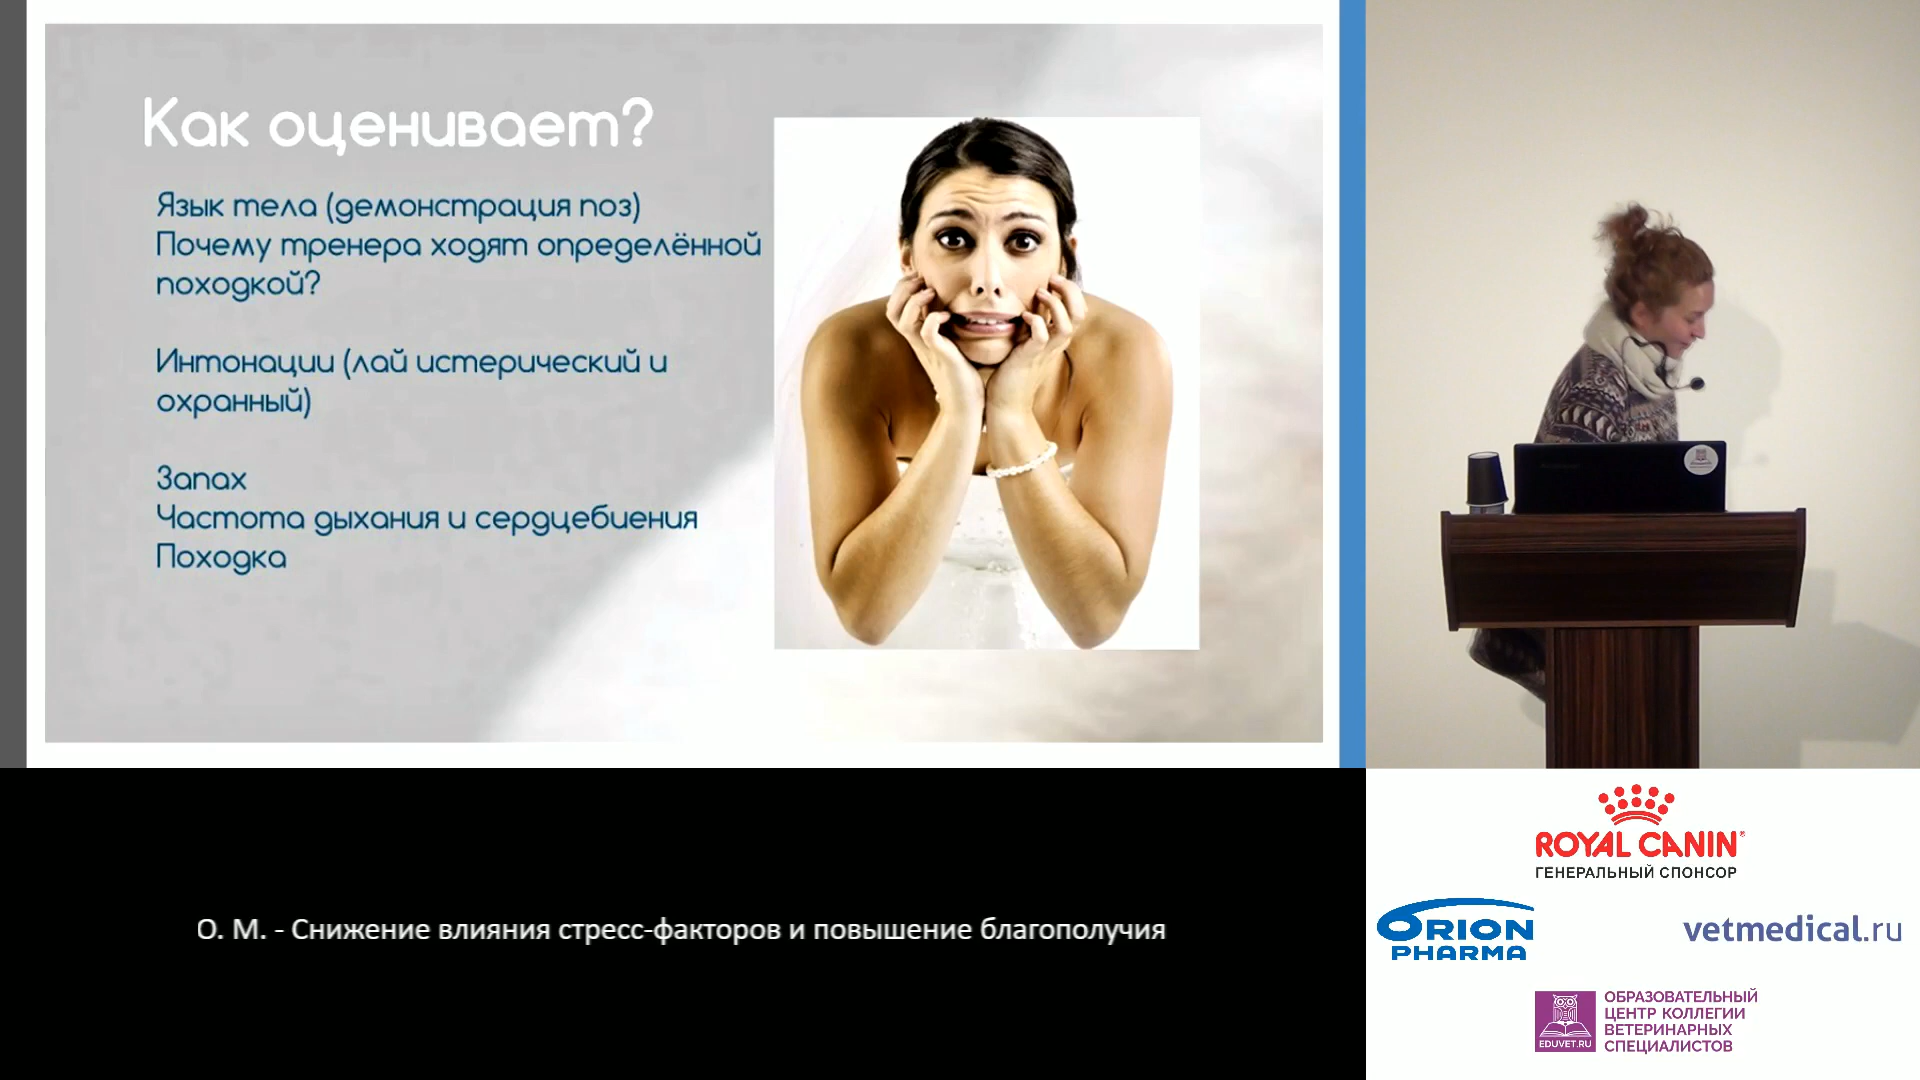 Как оценивает?
Язык тела (демонстрация поз)
Почему тренера ходят определённой
походкой?
Интонации (лай истерический и
охранный)
Запах
Частота дыхания и сердцебиения
Походка
О. М. - Снижение влияния стресс-факторов и повышение благополучия
ROYAL CANIN®
ГЕНЕРАЛЬНЫЙ СПОНСОР
ORION
PHARMA
vetmedical.ru
EDUVET.RU
ОБРАЗОВАТЕЛЬНЫЙ
ЦЕНТР КОЛЛЕГИИ
ВЕТЕРИНАРНЫХ
СПЕЦИАЛИСТОВ